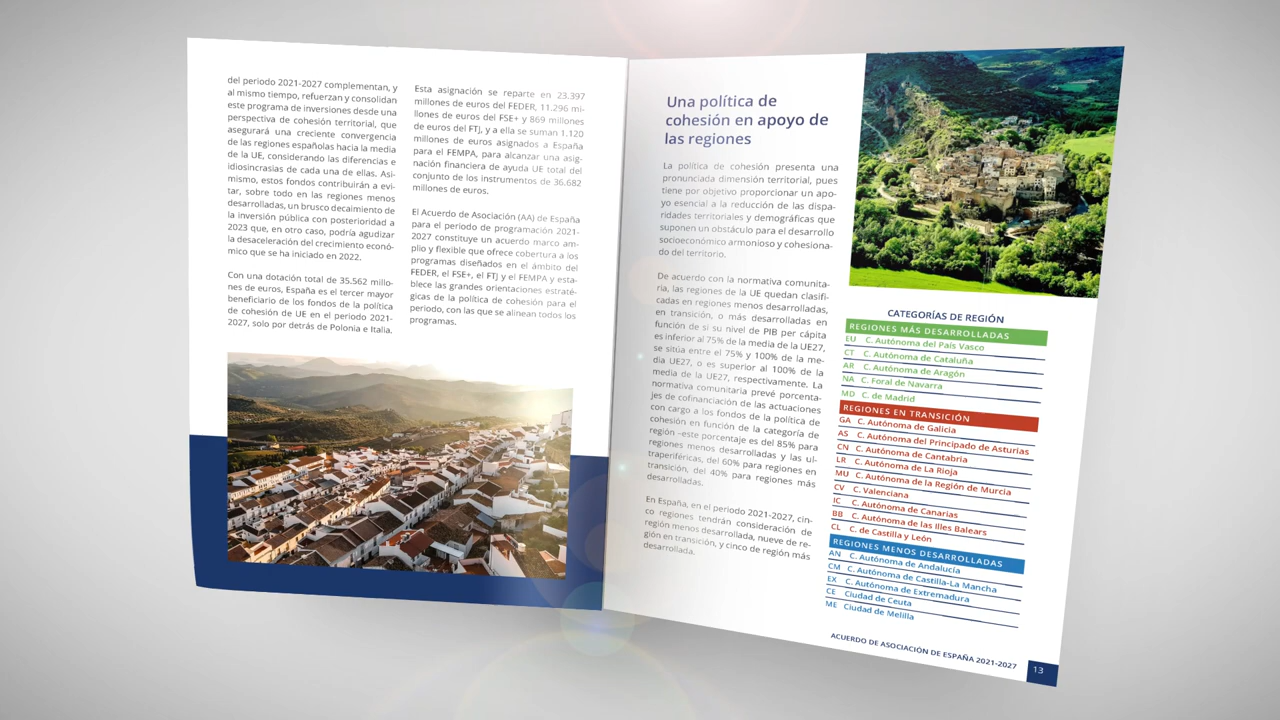 del periodo 2021-2027 complementan, y
al mismo tiempo, refuerzan y consolidan
este programa de inversiones desde una
perspectiva de cohesión territorial, que
asegurará una creciente convergencia
de las regiones españolas hacia la media
de la UE, considerando las diferencias e
idiosincrasias de cada una de ellas. Asi-
mismo, estos fondos contribuirán a evi-
tar, sobre todo en las regiones menos
desarrolladas, un brusco decaimiento de
la inversión pública con posterioridad a
2023 que, en otro caso, podría agudizar
la desaceleración del crecimiento econó-
mico que se ha iniciado en 2022.
Con una dotación total de 35.562 millo-
nes de euros, España es el tercer mayor
beneficiario de los fondos de la política
de cohesión de UE en el periodo 2021-
2027, solo por detrás de Polonia e Italia.
Esta asignación se reparte en 23.397
millones de euros del FEDER, 11.296 mi-
llones de euros del FSE+ y 869 millones
de euros del FTJ, y a ella se suman 1.120
millones de euros asignados a España
para el FEMPA, para alcanzar una asig-
nación financiera de ayuda UE total del
conjunto de los instrumentos de 36.682
millones de euros.
El Acuerdo de Asociación (AA) de España
para el periodo de programación 2021-
2027 constituye un acuerdo marco am-
plio y flexible que ofrece cobertura a los
programas diseñados en el ámbito del
FEDER, el FSE+, el FTJ y el FEMPA y esta-
blece las grandes orientaciones estraté-
gicas de la política de cohesión para el
periodo, con las que se alinean todos los
programas.
Una política de
cohesión en apoyo de
las regiones
La política de cohesión presenta una
pronunciada dimensión territorial, pues
tiene por objetivo proporcionar un apo-
yo esencial a la reducción de las dispa-
ridades territoriales y demográficas que
suponen un obstáculo para el desarrollo
socioeconómico armonioso y cohesiona-
do del territorio.
De acuerdo con la normativa comunita-
ria, las regiones de la UE quedan clasifi-
cadas en regiones menos desarrolladas,
en transición, o más desarrolladas en
función de si su nivel de PIB per cápita
es inferior al 75% de la media de la UE27,
se sitúa entre el 75% y 100% de la me-
dia UE27, o es superior al 100% de la
media de la UE27, respectivamente. La
normativa comunitaria prevé porcenta-
jes de cofinanciación de las actuaciones
con cargo a los fondos de la política de
cohesión en función de la categoría de
región –este porcentaje es del 85% para
regiones menos desarrolladas y las ul-
traperiféricas, del 60% para regiones en
transición, del 40% para regiones más
desarrolladas.
En España, en el periodo 2021-2027, cin-
co regiones tendrán consideración de
región menos desarrollada, nueve de re-
gión en transición, y cinco de región más
desarrollada.
CATEGORÍAS DE REGIÓN
REGIONES MÁS DESARROLLADAS
EU C. Autónoma del País Vasco
CT C. Autónoma de Cataluña
AR C. Autónoma de Aragón
NA C. Foral de Navarra
MD C. de Madrid
REGIONES EN TRANSICIÓN
GA C. Autónoma de Galicia
AS C. Autónoma del Principado de Asturias
CN C. Autónoma de Cantabria
LR C. Autónoma de La Rioja
MU C. Autónoma de la Región de Murcia
CV C. Valenciana
IC C. Autónoma de Canarias
BB C. Autónoma de las Illes Balears
CL C. de Castilla y León
REGIONES MENOS DESARROLLADAS
AN C. Autónoma de Andalucía
CM C. Autónoma de Castilla-La Mancha
EX C. Autónoma de Extremadura
CE Ciudad de Ceuta
ME Ciudad de Melilla
ACUERDO DE ASOCIACIÓN DE ESPAÑA 2021-2027
13